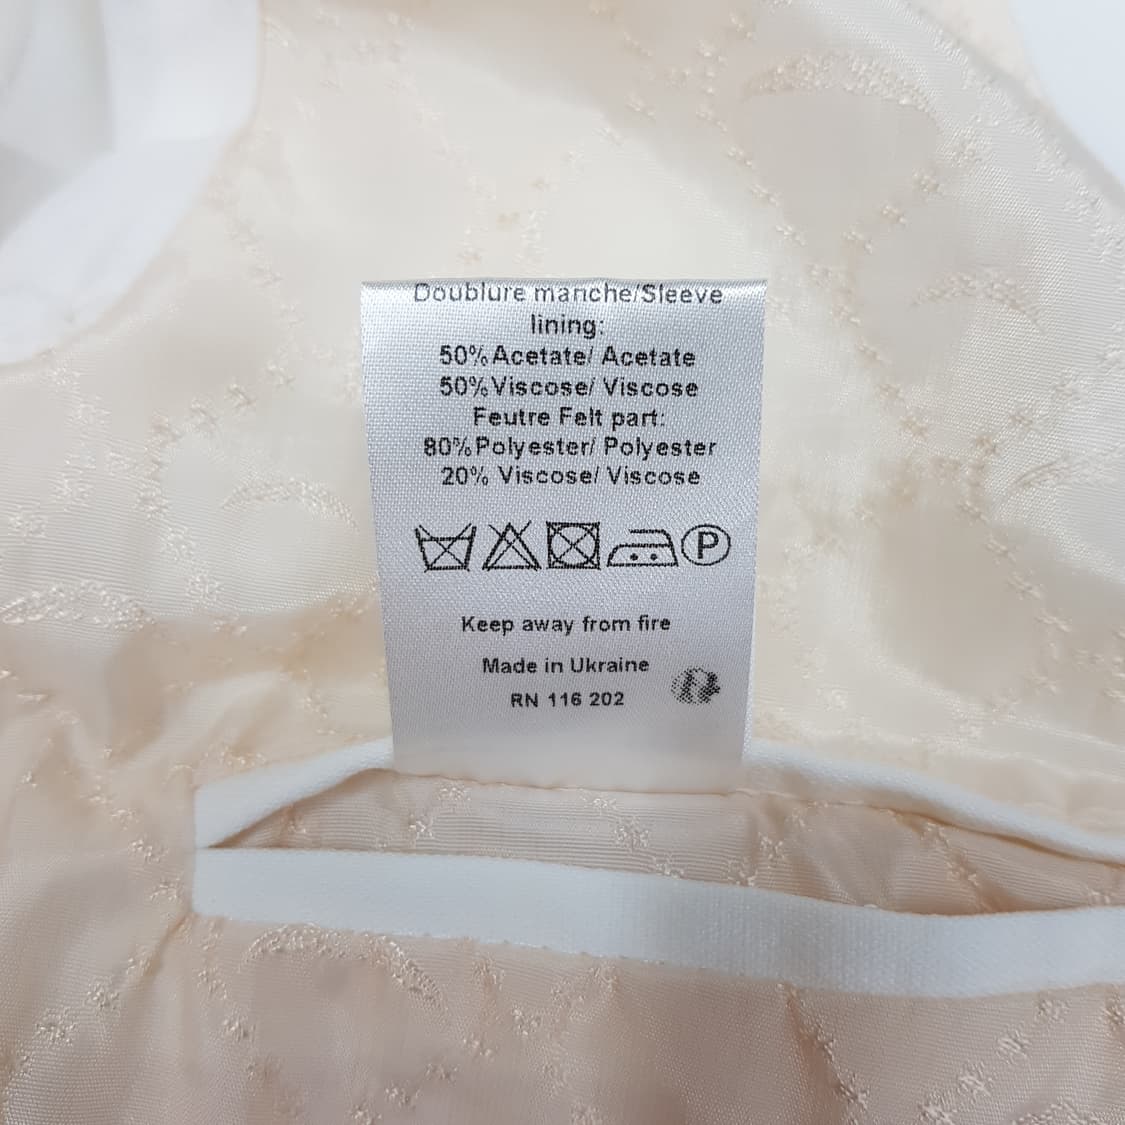 Doublure manche/Sleeve
lining:
50% Acetate/ Acetate
50% Viscose/ Viscose
Feutre Felt part:
80% Polyester/ Polyester
20% Viscose/ Viscose
P
Keep away from fire
Made in Ukraine
RN 116 202